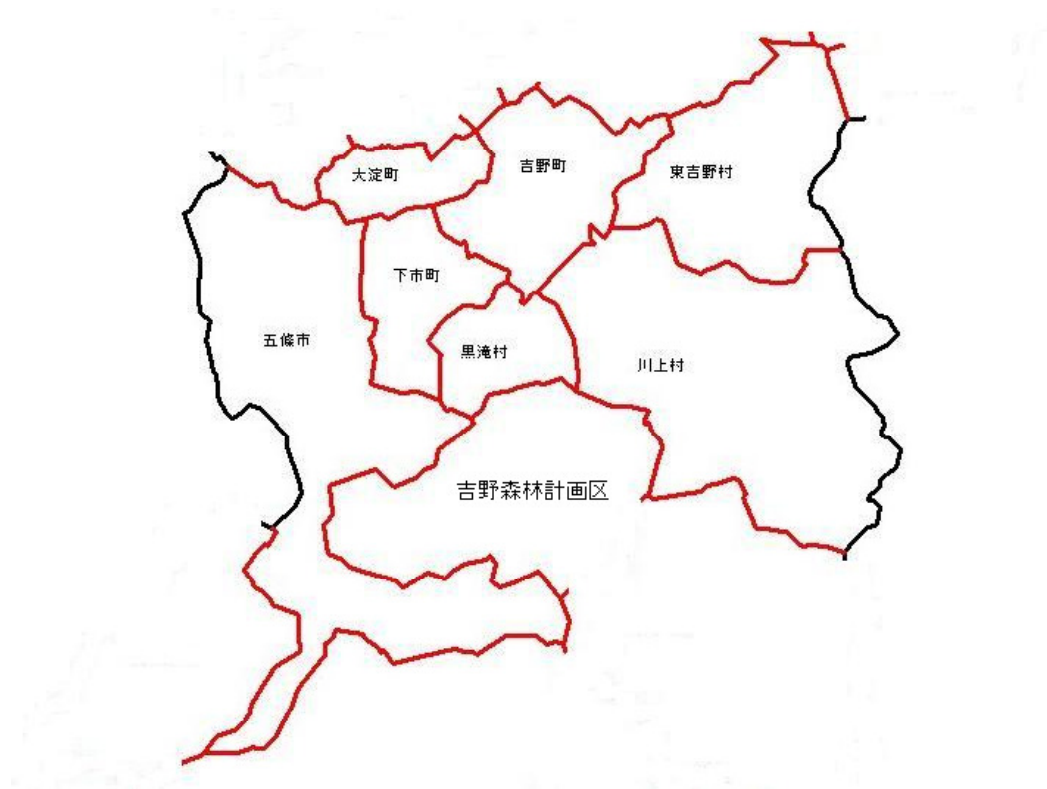 吉野町
東吉野村
大淀町
下市町
五條市
黒滝村
川上村
吉野森林計画区